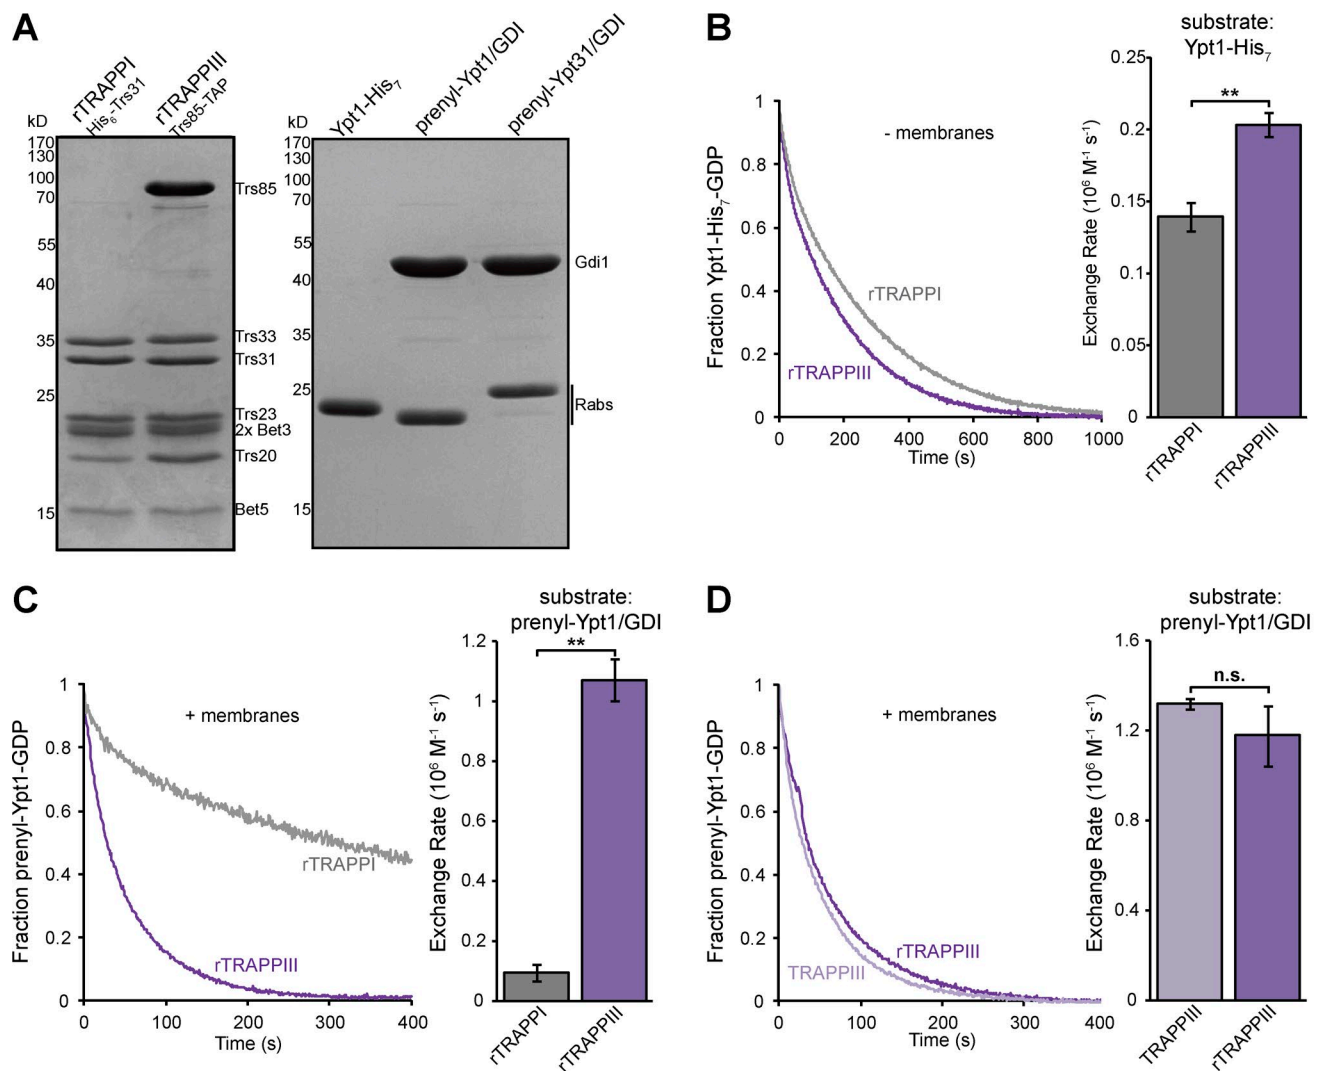 A
rTRAPPI
His6-Trs31
rTRAPPIII
Trs85-TAP
kD
170
130
100
70
55
40
35
25
15
Trs85
Trs33
Trs31
Trs23
2x Bet3
Trs20
Bet5
Ypt1-His7
prenyl-Ypt1/GDI
prenyl-Ypt31/GDI
kD
170
130
100
70
55
40
35
25
15
Gdi1
Rabs
B
Fraction Ypt1-His7-GDP
1
0.8
0.6
0.4
0.2
0
- membranes
rTRAPPI
rTRAPPIII
0 200 400 600 800 1000
Time (s)
substrate:
Ypt1-His7
Exchange Rate (10⁶ M⁻¹ s⁻¹)
0.25
0.2
0.15
0.1
0.05
0
**
rTRAPPI
rTRAPPIII
C
Fraction prenyl-Ypt1-GDP
1
0.8
0.6
0.4
0.2
0
+ membranes
rTRAPPI
rTRAPPIII
0 100 200 300 400
Time (s)
substrate:
prenyl-Ypt1/GDI
Exchange Rate (10⁶ M⁻¹ s⁻¹)
1.2
1
0.8
0.6
0.4
0.2
0
**
rTRAPPI
rTRAPPIII
D
Fraction prenyl-Ypt1-GDP
1
0.8
0.6
0.4
0.2
0
+ membranes
rTRAPPIII
TRAPPIII
0 100 200 300 400
Time (s)
substrate:
prenyl-Ypt1/GDI
Exchange Rate (10⁶ M⁻¹ s⁻¹)
1.6
1.2
0.8
0.4
0
n.s.
TRAPPIII
rTRAPPIII